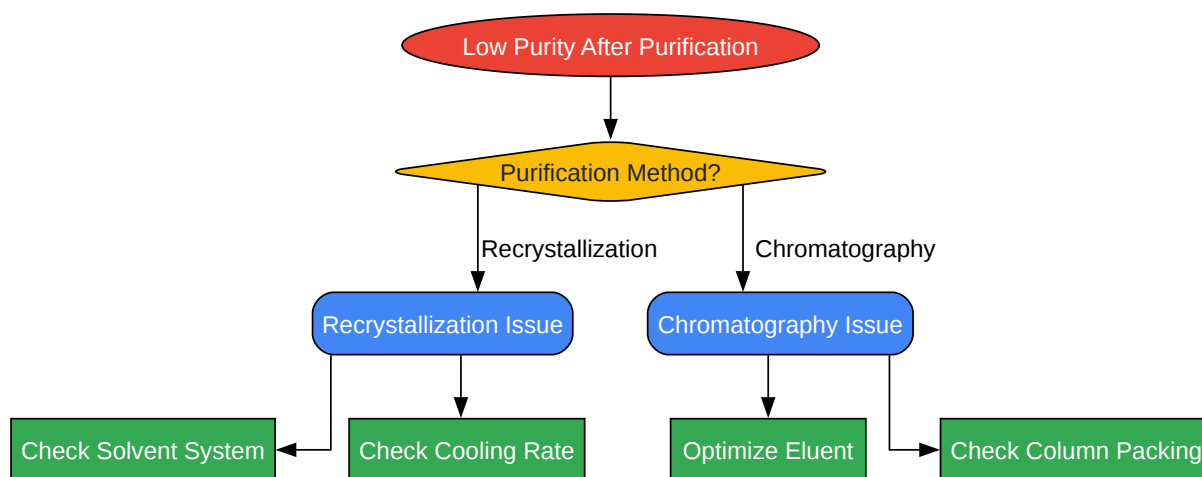 Low Purity After Purification
Purification Method?
Recrystallization
Chromatography
Recrystallization Issue
Chromatography Issue
Check Solvent System
Check Cooling Rate
Optimize Eluent
Check Column Packing